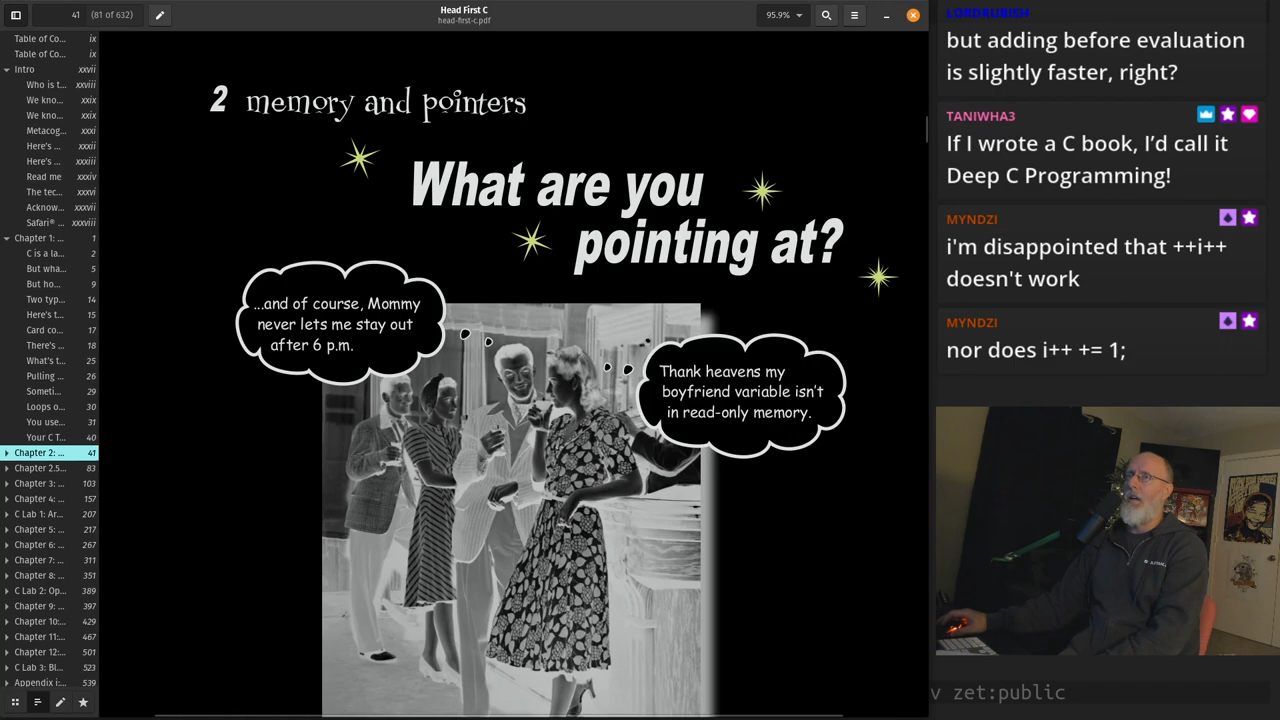 41
(81 of 632)
Head First C
head-first-c.pdf
95.9%
Table of Co... ix
Table of Co... ix
Intro xxvii
Who is t... xxviii
We kno... xxix
We kno... xxix
Metacog... xxxi
Here's ... xxxii
Here's ... xxxiii
Read me xxxiv
The tec... xxxvi
Acknow... xxxvii
Safari® ... xxxviii
Chapter 1: ... 1
C is a la... 2
But wha... 5
But ho... 8
Two typ... 14
Here's t... 15
Card co... 17
There's ... 18
What's t... 25
Pulling ... 26
Someti... 29
Loops o... 30
You use... 31
Your C T... 40
Chapter 2: ... 41
Chapter 2.5... 83
Chapter 3: ... 103
Chapter 4: ... 157
C Lab 1: Ar... 207
Chapter 5: ... 217
Chapter 6: ... 267
Chapter 7: ... 311
Chapter 8: ... 351
C Lab 2: Op... 389
Chapter 9: ... 397
Chapter 10:... 429
Chapter 11:... 467
Chapter 12:... 501
C Lab 3: Bl... 523
Appendix i:... 539
2 memory and pointers
What are you
pointing at?
...and of course, Mommy
never lets me stay out
after 6 p.m.
Thank heavens my
boyfriend variable isn't
in read-only memory.
LORDRUBISH
but adding before evaluation
is slightly faster, right?
TANIWHA3
If I wrote a C book, I'd call it
Deep C Programming!
MYNDZI
i'm disappointed that ++i++
doesn't work
MYNDZI
nor does i++ += 1;
v zet:public